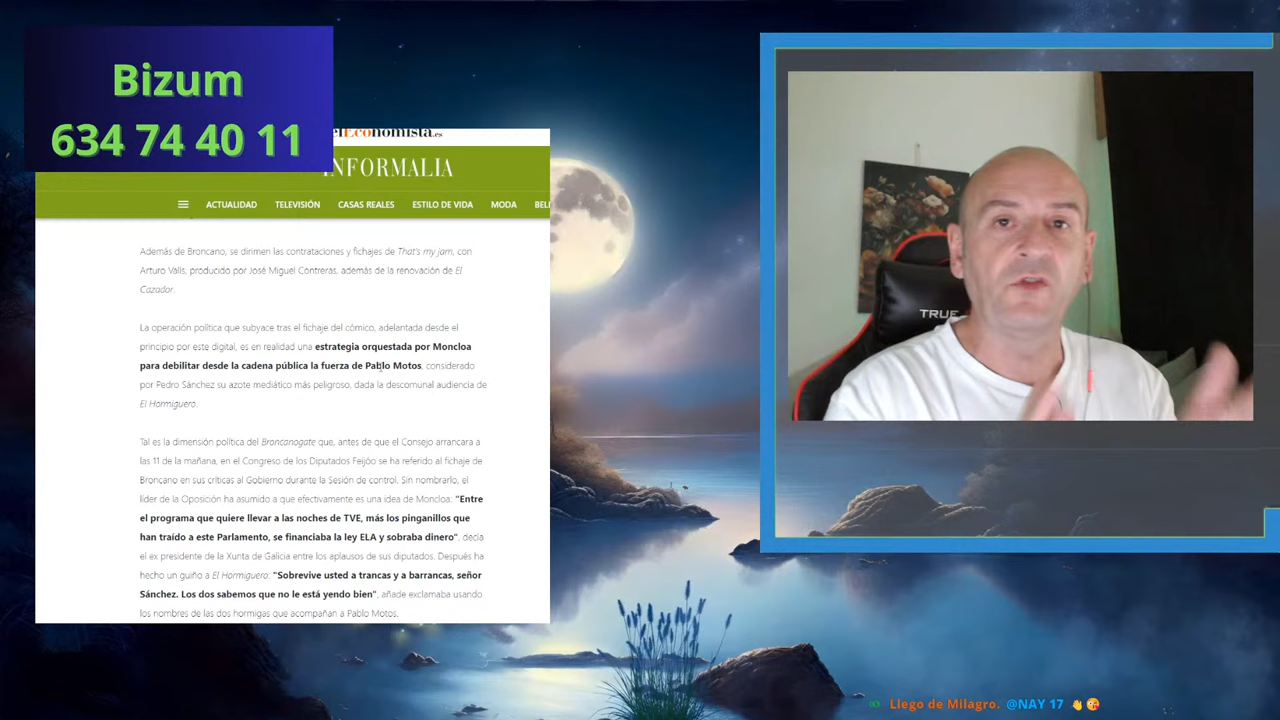 Bizum
634 74 40 11
elEconomista.es
INFORMALIA
ACTUALIDAD TELEVISIÓN CASAS REALES ESTILO DE VIDA MODA
Además de Broncano, se dirimen las contrataciones y fichajes de That's my jam, con
Arturo Valls, producido por José Miguel Contreras, además de la renovación de El
Cazador.
La operación política que subyace tras el fichaje del cómico, adelantada desde el
principio por este digital, es en realidad una estrategia orquestada por Moncloa
para debilitar desde la cadena pública la fuerza de Pablo Motos, considerado
por Pedro Sánchez su azote mediático más peligroso, dada la descomunal audiencia de
El Hormiguero.
Tal es la dimensión política del Broncanogate que, antes de que el Consejo arrancara a
las 11 de la mañana, en el Congreso de los Diputados Feijóo se ha referido al fichaje de
Broncano en sus críticas al Gobierno durante la Sesión de control. Sin nombrarlo, el
líder de la Oposición ha asumido a que efectivamente es una idea de Moncloa: "Entre
el programa que quiere llevar a las noches de TVE, más los pinganillos que
han traído a este Parlamento, se financiaba la ley ELA y sobraba dinero", decía
el ex presidente de la Xunta de Galicia entre los aplausos de sus diputados. Después ha
hecho un guiño a El Hormiguero: "Sobrevive usted a trancas y a barrancas, señor
Sánchez. Los dos sabemos que no le está yendo bien", añade exclamaba usando
los nombres de las dos hormigas que acompañan a Pablo Motos.
TRUE
Llego de Milagro. @NAY 17 👋😘